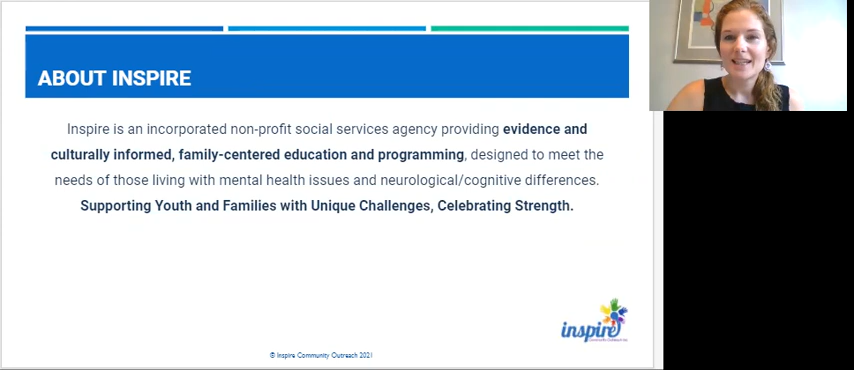 ABOUT INSPIRE
Inspire is an incorporated non-profit social services agency providing evidence and
culturally informed, family-centered education and programming, designed to meet the
needs of those living with mental health issues and neurological/cognitive differences.
Supporting Youth and Families with Unique Challenges, Celebrating Strength.
inspire
© Inspire Community Outreach 2021